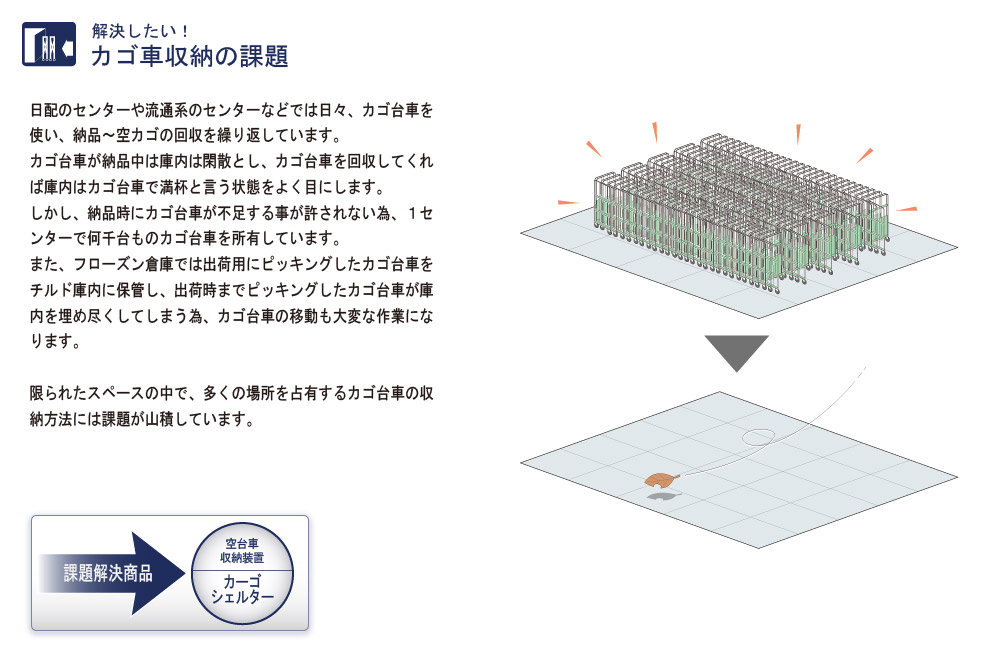 解決したい！
カゴ車収納の課題
日配のセンターや流通系のセンターなどでは日々、カゴ台車を
使い、納品～空カゴの回収を繰り返しています。
カゴ台車が納品中は庫内は閑散とし、カゴ台車を回収してくれ
ば庫内はカゴ台車で満杯と言う状態をよく目にします。
しかし、納品時にカゴ台車が不足する事が許されない為、１セ
ンターで何千台ものカゴ台車を所有しています。
また、フローズン倉庫では出荷用にピッキングしたカゴ台車を
チルド庫内に保管し、出荷時までピッキングしたカゴ台車が庫
内を埋め尽くしてしまう為、カゴ台車の移動も大変な作業にな
ります。
限られたスペースの中で、多くの場所を占有するカゴ台車の収
納方法には課題が山積しています。
課題解決商品
空台車
収納装置
カーゴ
シェルター